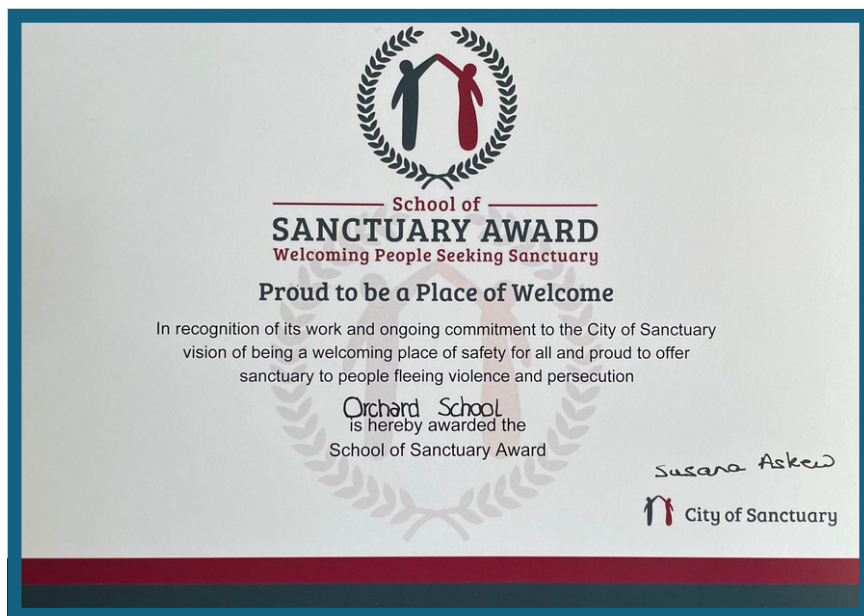 School of
SANCTUARY AWARD
Welcoming People Seeking Sanctuary
Proud to be a Place of Welcome
In recognition of its work and ongoing commitment to the City of Sanctuary
vision of being a welcoming place of safety for all and proud to offer
sanctuary to people fleeing violence and persecution
Orchard School
is hereby awarded the
School of Sanctuary Award
Susana Askew
City of Sanctuary